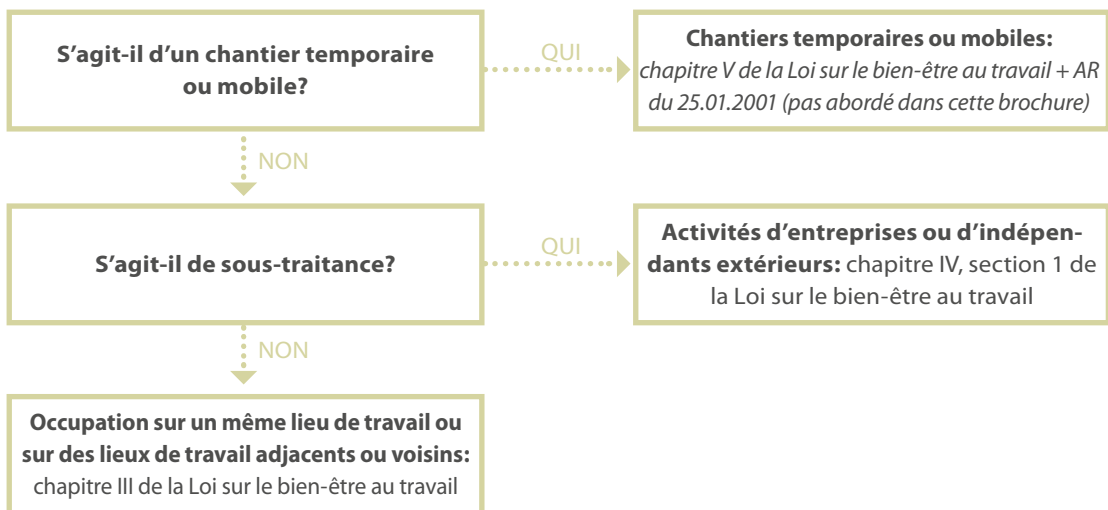 S’agit-il d’un chantier temporaire
ou mobile?
QUI
Chantiers temporaires ou mobiles:
chapitre V de la Loi sur le bien-être au travail + AR
du 25.01.2001 (pas abordé dans cette brochure)
NON
S’agit-il de sous-traitance?
QUI
Activités d’entreprises ou d’indépen-
dants extérieurs: chapitre IV, section 1 de
la Loi sur le bien-être au travail
NON
Occupation sur un même lieu de travail ou
sur des lieux de travail adjacents ou voisins:
chapitre III de la Loi sur le bien-être au travail